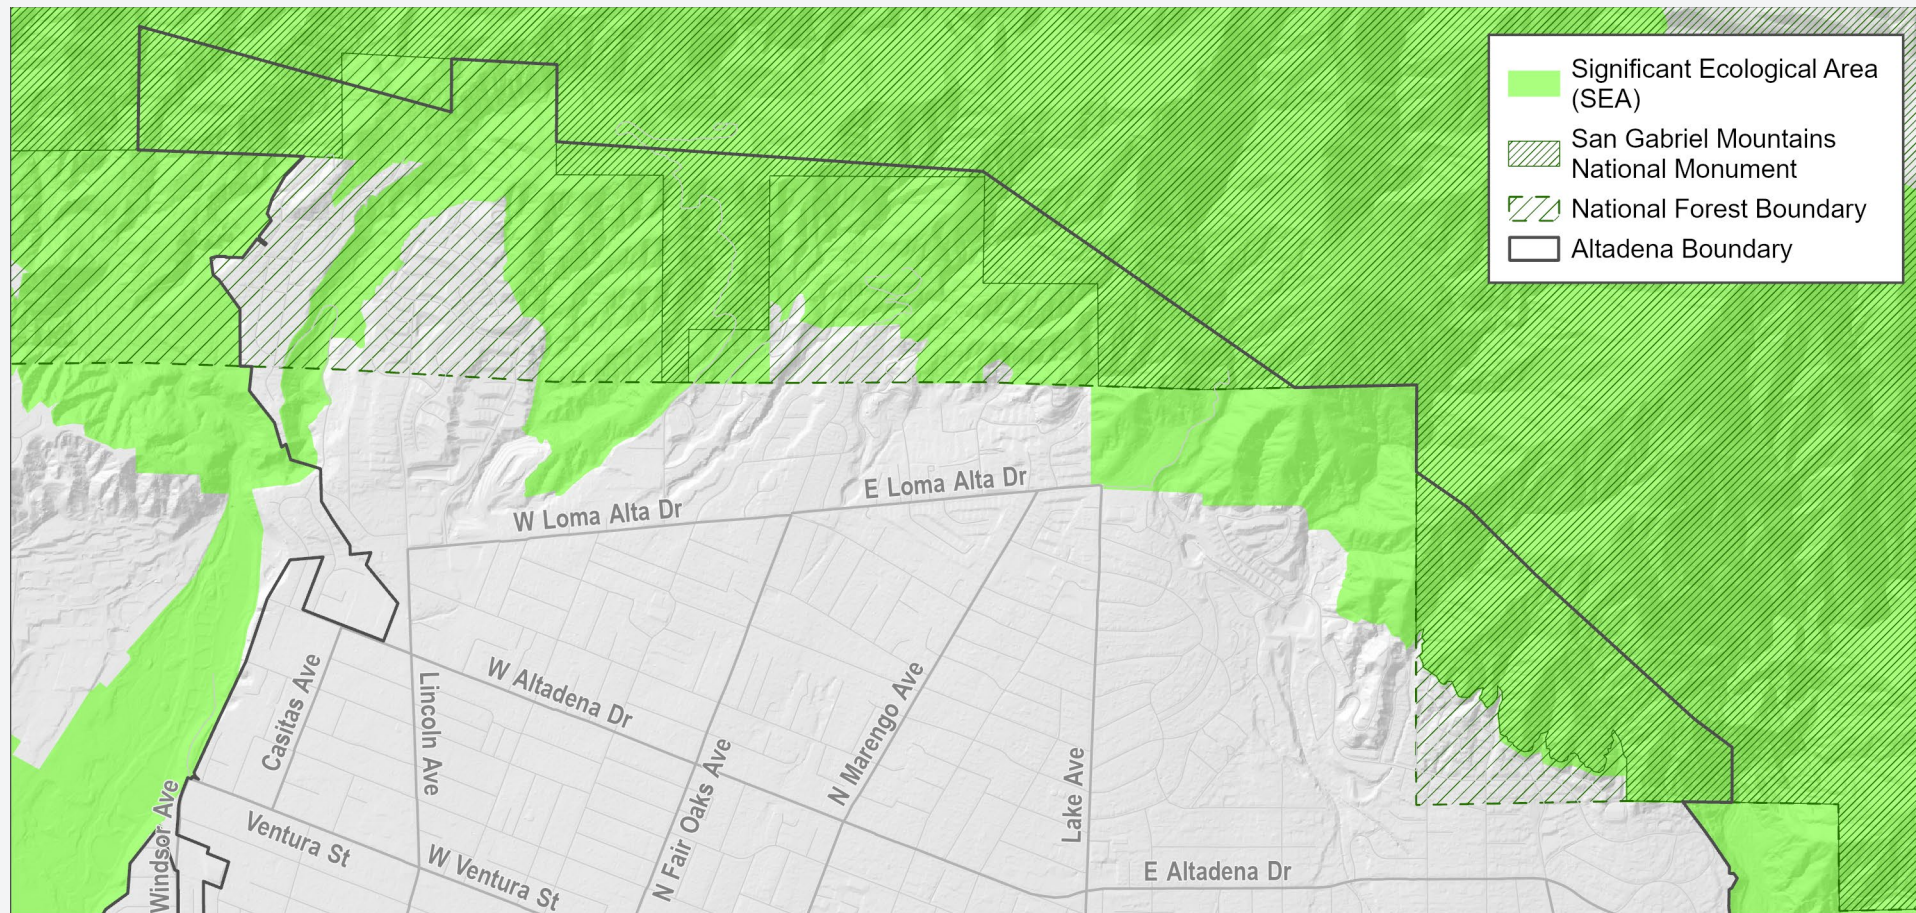 Significant Ecological Area
(SEA)
San Gabriel Mountains
National Monument
National Forest Boundary
Altadena Boundary
E Loma Alta Dr
W Loma Alta Dr
W Altadena Dr
Casitas Ave
Lincoln Ave
N Marengo Ave
N Fair Oaks Ave
Lake Ave
Windsor Ave
Ventura St
W Ventura St
E Altadena Dr